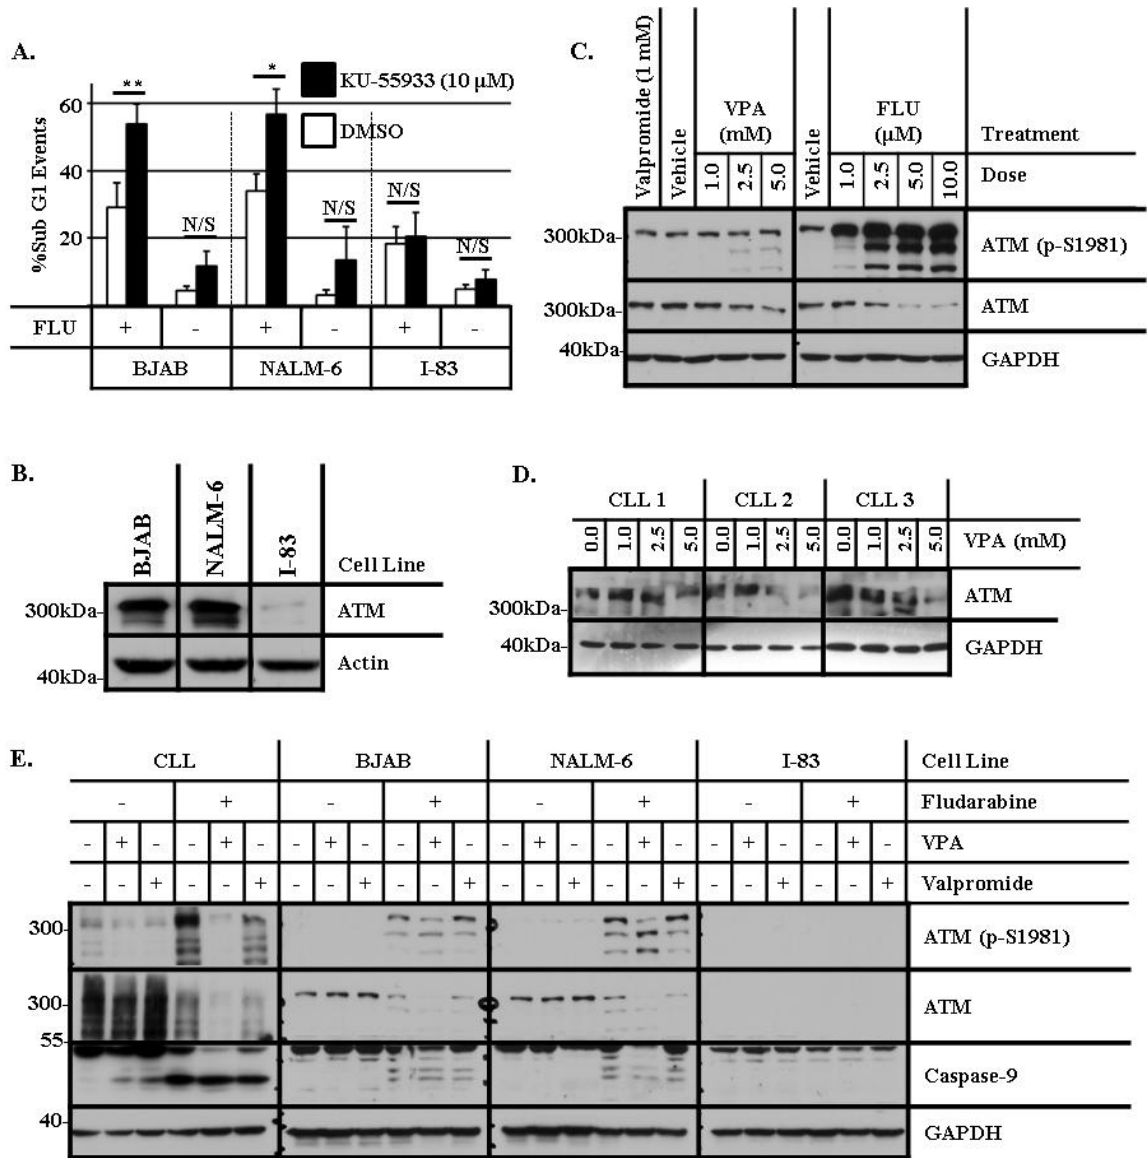 A.
KU-55933 (10 µM)
DMSO
** * N/S N/S N/S N/S
%Sub G1 Events
60
40
20
FLU + - + - + -
BJAB NALM-6 I-83
C.
Valpromide (1 mM) Vehicle VPA (mM) Vehicle FLU (µM) Treatment
1.0 2.5 5.0 1.0 2.5 5.0 10.0 Dose
300kDa- ATM (p-S1981)
300kDa- ATM
40kDa- GAPDH
B.
BJAB NALM-6 I-83 Cell Line
300kDa- ATM
40kDa- Actin
D.
CLL 1 CLL 2 CLL 3
0.0 1.0 2.5 5.0 0.0 1.0 2.5 5.0 0.0 1.0 2.5 5.0 VPA (mM)
300kDa- ATM
40kDa- GAPDH
E.
CLL BJAB NALM-6 I-83 Cell Line
- + - + - + - + Fludarabine
- + - - + - - + - - + - - + - - + - - + - - + - VPA
- - + - - + - - + - - + - - + - - + - - + - - + Valpromide
300- ATM (p-S1981)
300- ATM
55- Caspase-9
40- GAPDH